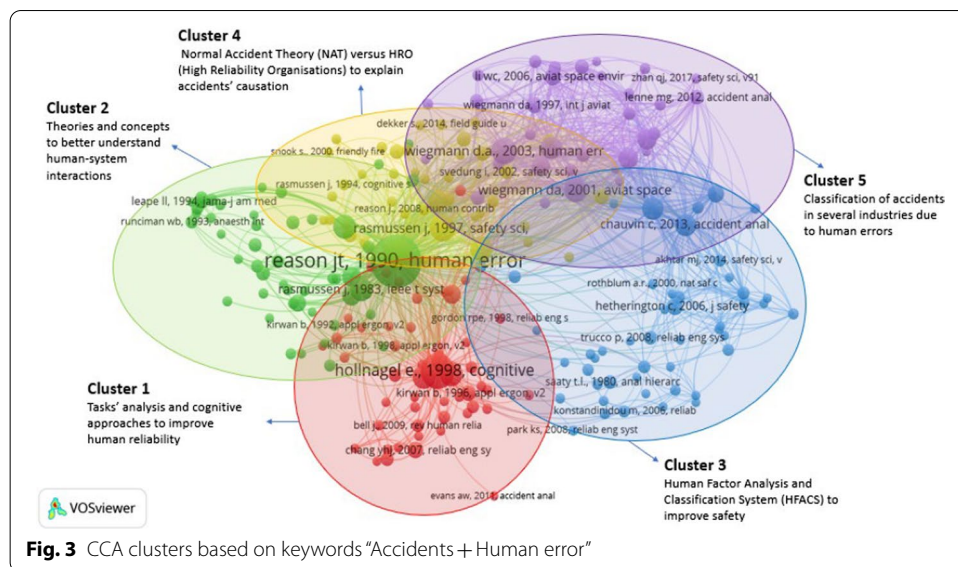 Cluster 4
Normal Accident Theory (NAT) versus HRO
(High Reliability Organisations) to explain
accidents' causation
Cluster 2
Theories and concepts
to better understand
human-system
interactions
li wc, 2006, aviat space envir
zhan qj, 2017, safety sci, v91
wiegmann da, 1997, int j aviat
lenne mg, 2012, accident anal
dekker s., 2014, field guide u
snook s., 2000, friendly fire
wiegmann d.a., 2003, human err
svedung i, 2002, safety sci, v
rasmussen j, 1994, cognitive s
wiegmann da, 2001, aviat space
leape ll, 1994, jama-j am med
reason j., 2008, human contrib
runciman wb, 1993, anaesth int
rasmussen j, 1997, safety sci,
chauvin c, 2013, accident anal
Cluster 5
Classification of accidents
in several industries due
to human errors
reason jt, 1990, human error
akhtar mj, 2014, safety sci, v
rasmussen j, 1983, ieee t syst
rothblum a.r., 2000, nat saf c
hetherington c, 2006, j safety
gordon rpe, 1998, reliab eng s
kirwan b, 1992, appl ergon, v2
trucco p, 2008, reliab eng sys
kirwan b, 1998, appl ergon, v2
hollnagel e., 1998, cognitive
saaty t.l., 1980, anal hierarc
kirwan b, 1996, appl ergon, v2
konstandinidou m, 2006, reliab
Cluster 1
Tasks' analysis and cognitive
approaches to improve
human reliability
bell j, 2009, rev human relia
park ks, 2008, reliab eng syst
chang yhj, 2007, reliab eng sy
Cluster 3
Human Factor Analysis and
Classification System (HFACS) to
improve safety
evans aw, 2011, accident anal
VOSviewer
Fig. 3 CCA clusters based on keywords “Accidents + Human error”